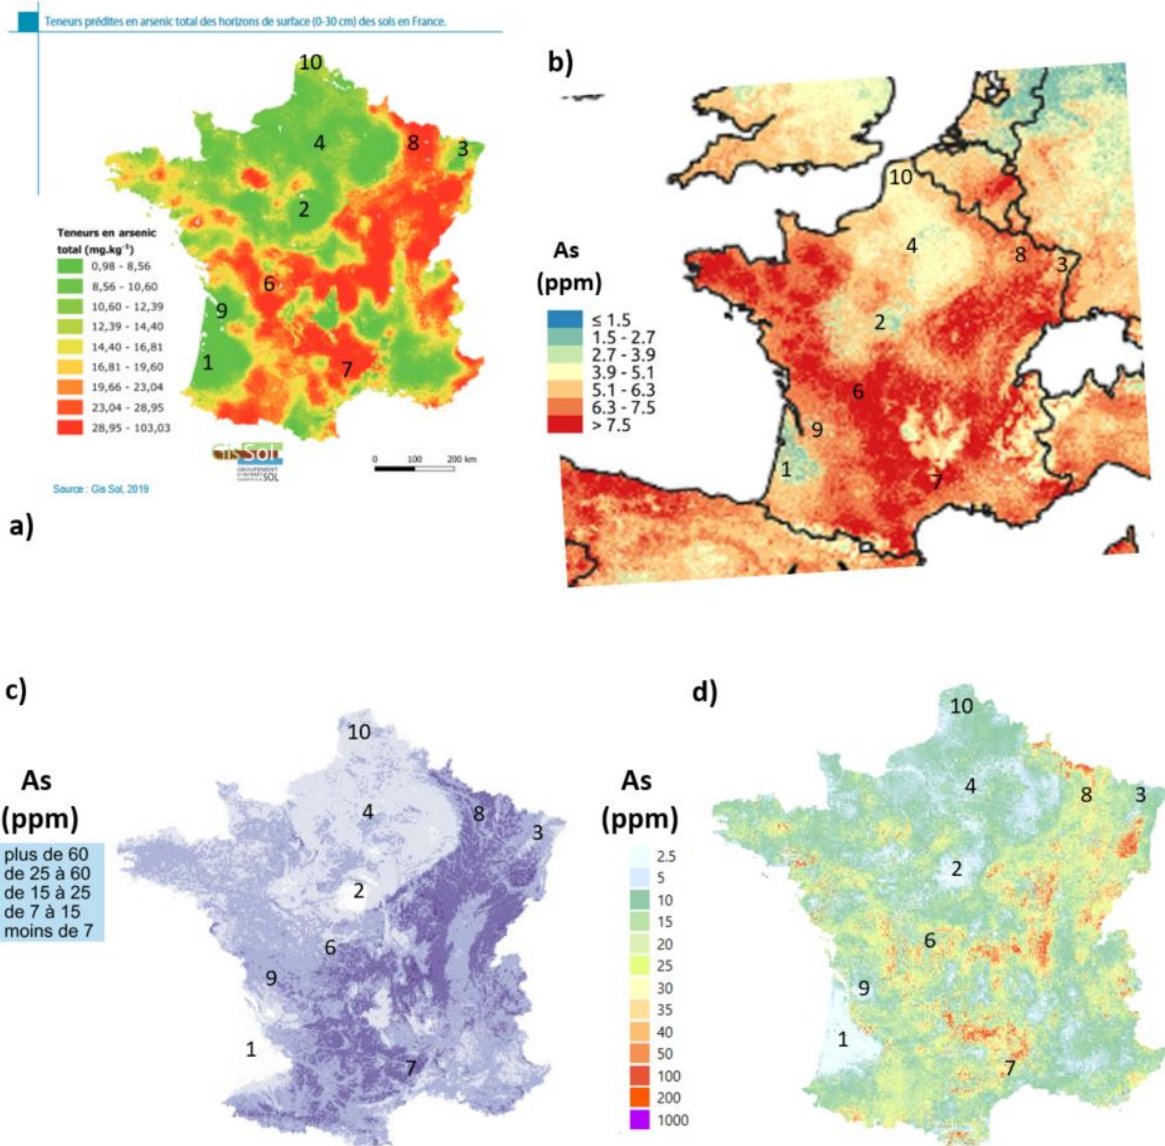 Teneurs prédites en arsenic total des horizons de surface (0-30 cm) des sols en France.
10
4
8
3
2
6
9
1
7
Teneurs en arsenic
total (mg.kg-1)
0,98 - 8,56
8,56 - 10,60
10,60 - 12,39
12,39 - 14,40
14,40 - 16,81
16,81 - 19,60
19,66 - 23,04
23,04 - 28,95
28,95 - 103,03
Gis Sol
GROUPEMENT
SOL
0 100 200 km
Source : Gis Sol, 2019
a)
b)
10
4
8
3
2
6
9
1
7
As
(ppm)
≤ 1.5
1.5 - 2.7
2.7 - 3.9
3.9 - 5.1
5.1 - 6.3
6.3 - 7.5
> 7.5
c)
10
4
8
3
2
6
9
1
7
As
(ppm)
plus de 60
de 25 à 60
de 15 à 25
de 7 à 15
moins de 7
d)
10
4
8
3
2
6
9
1
7
As
(ppm)
2.5
5
10
15
20
25
30
35
40
50
100
200
1000